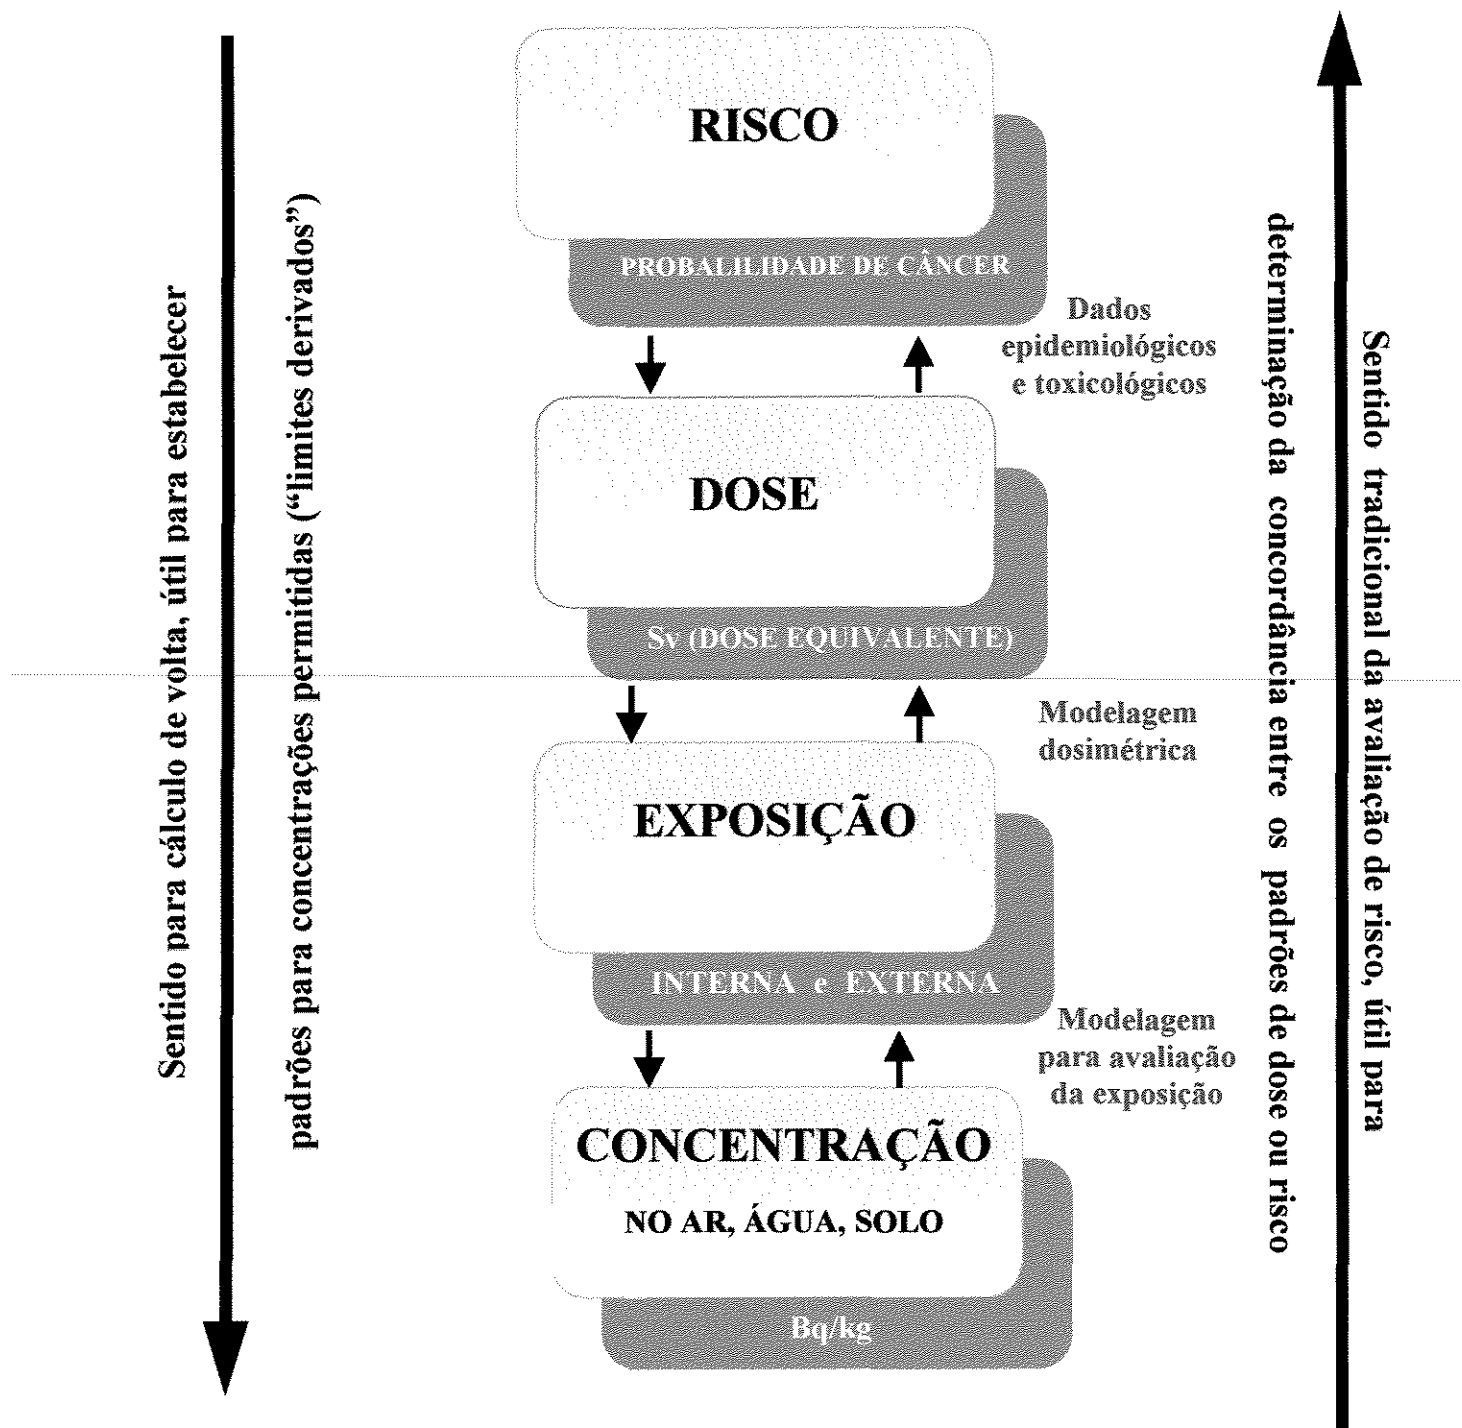 Sentido para cálculo de volta, útil para estabelecer
padrões para concentrações permitidas (“limites derivados”)
RISCO
PROBALILIDADE DE CÂNCER
Dados
epidemiológicos
e toxicológicos
DOSE
Sv (DOSE EQUIVALENTE)
Modelagem
dosimétrica
EXPOSIÇÃO
INTERNA e EXTERNA
Modelagem
para avaliação
da exposição
CONCENTRAÇÃO
NO AR, ÁGUA, SOLO
Bq/kg
Sentido tradicional da avaliação de risco, útil para
determinação da concordância entre os padrões de dose ou risco